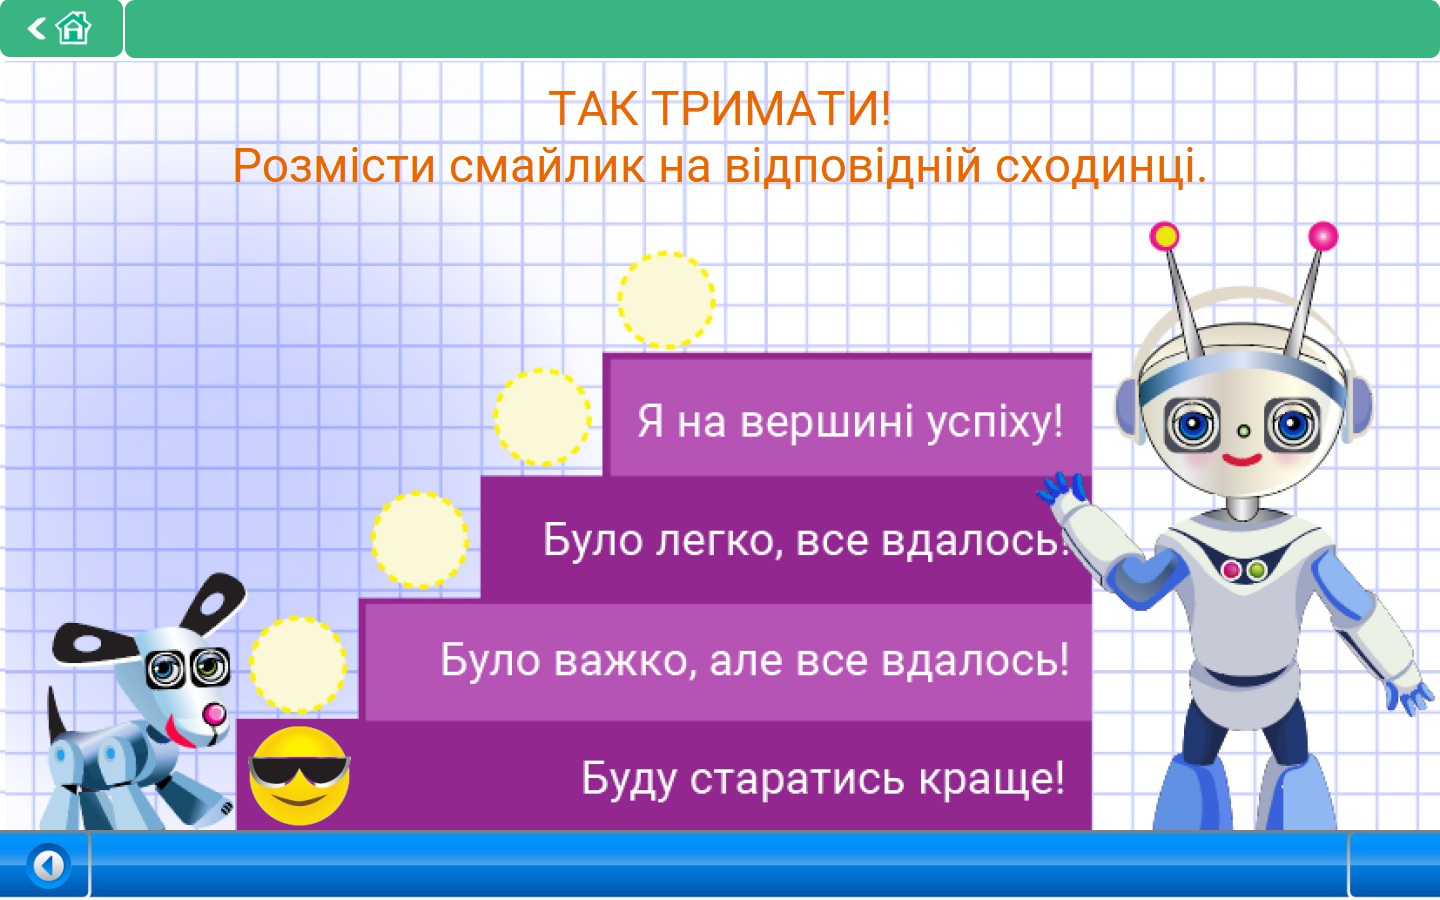 ТАК ТРИМАТИ!
Розмісти смайлик на відповідній сходинці.
Я на вершині успіху!
Було легко, все вдалось!
Було важко, але все вдалось!
Буду старатись краще!